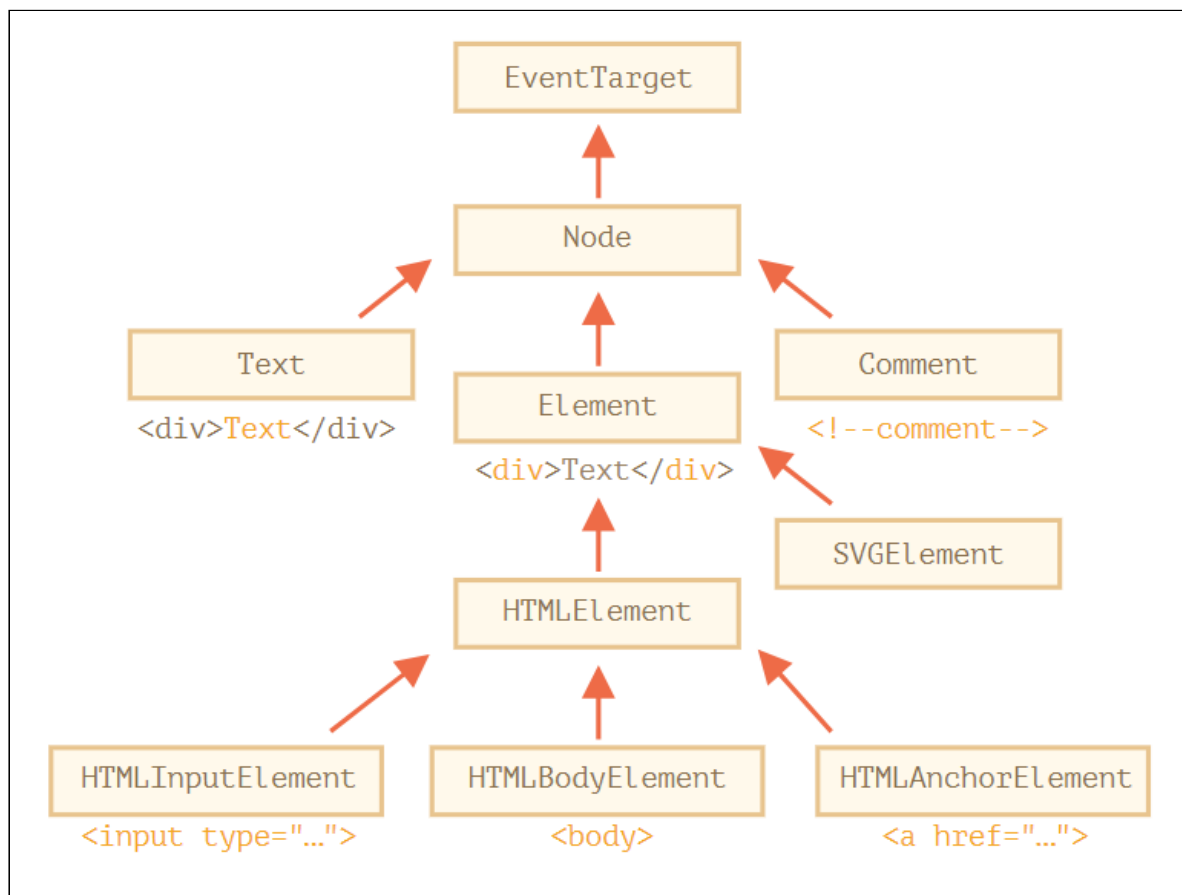 EventTarget
Node
Text
Comment
Element
<div>Text</div>
<!--comment-->
<div>Text</div>
SVGElement
HTMLElement
HTMLInputElement
HTMLBodyElement
HTMLAnchorElement
<input type="…">
<body>
<a href="…">